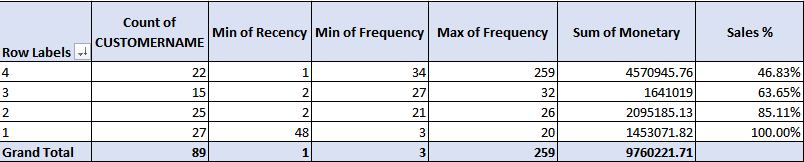 Row Labels Count of CUSTOMERNAME Min of Recency Min of Frequency Max of Frequency Sum of Monetary Sales %
4 22 1 34 259 4570945.76 46.83%
3 15 2 27 32 1641019 63.65%
2 25 2 21 26 2095185.13 85.11%
1 27 48 3 20 1453071.82 100.00%
Grand Total 89 1 3 259 9760221.71